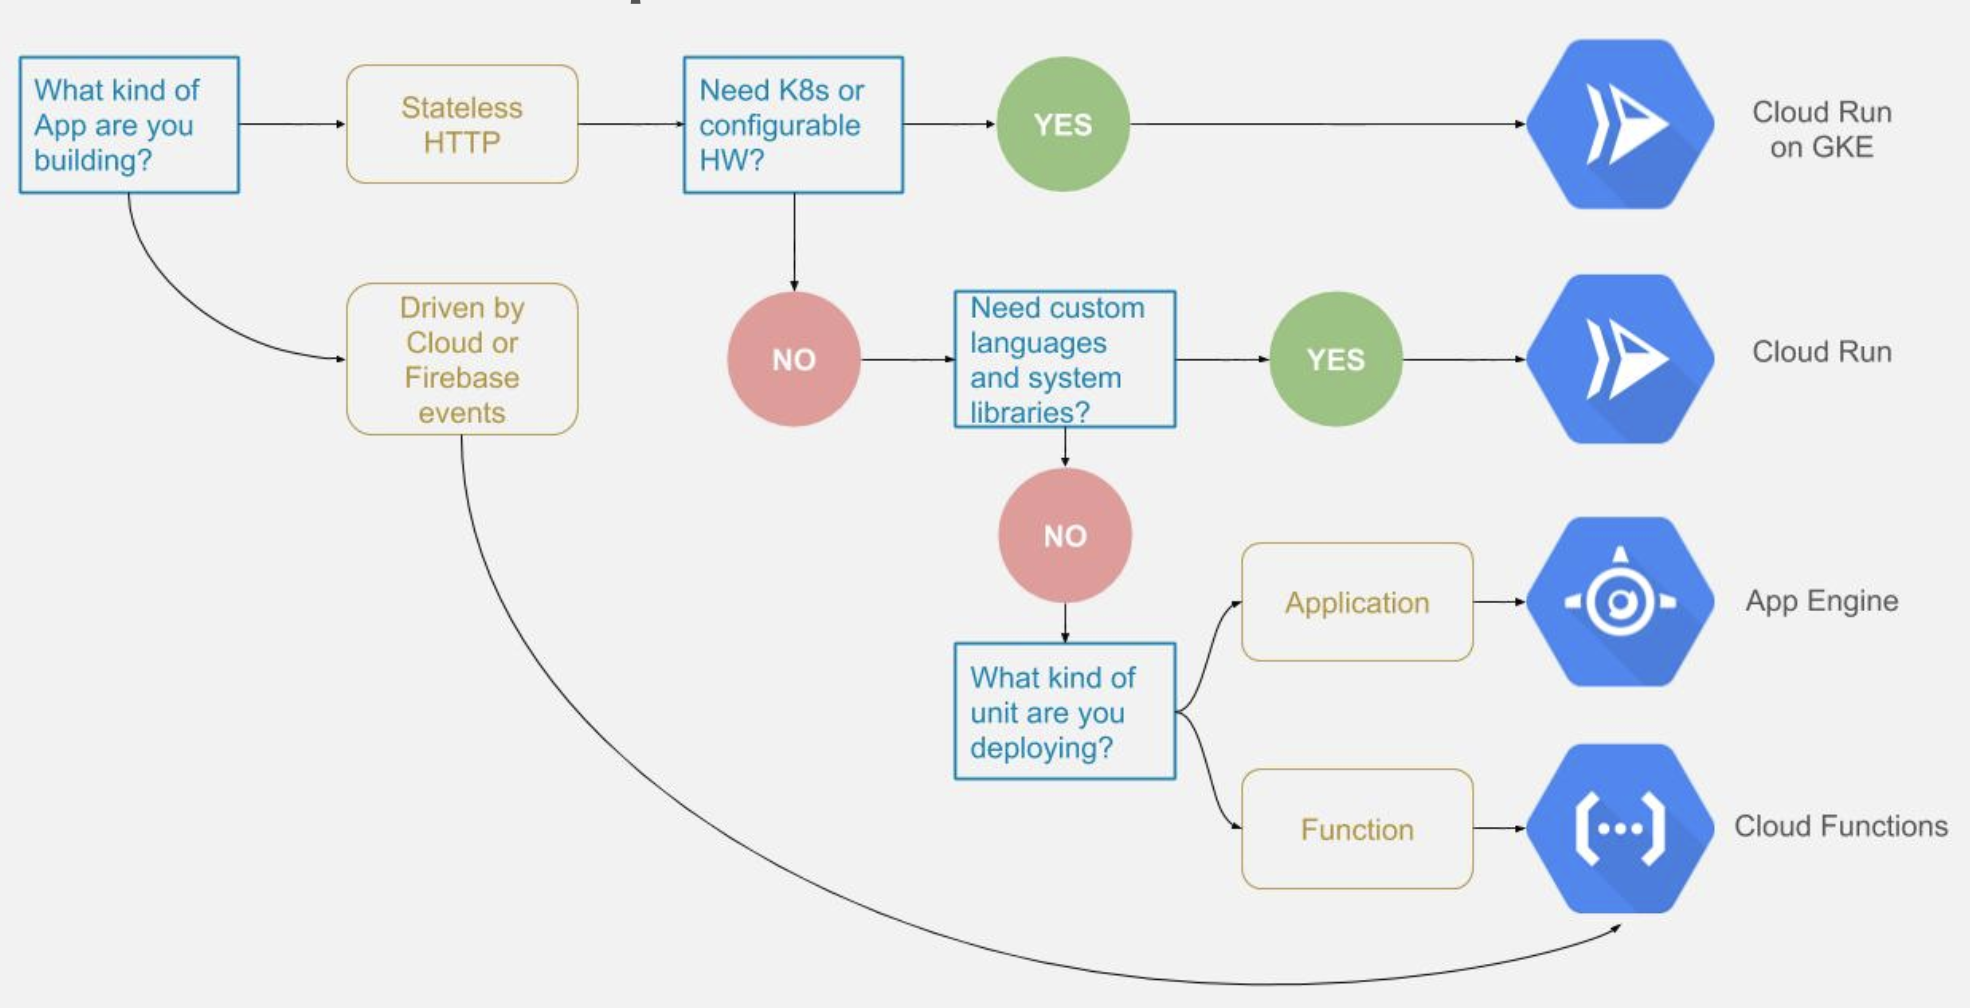 What kind of
App are you
building?
Stateless
HTTP
Need K8s or
configurable
HW?
YES
Cloud Run
on GKE
Driven by
Cloud or
Firebase
events
NO
Need custom
languages
and system
libraries?
YES
Cloud Run
NO
What kind of
unit are you
deploying?
Application
App Engine
Function
Cloud Functions